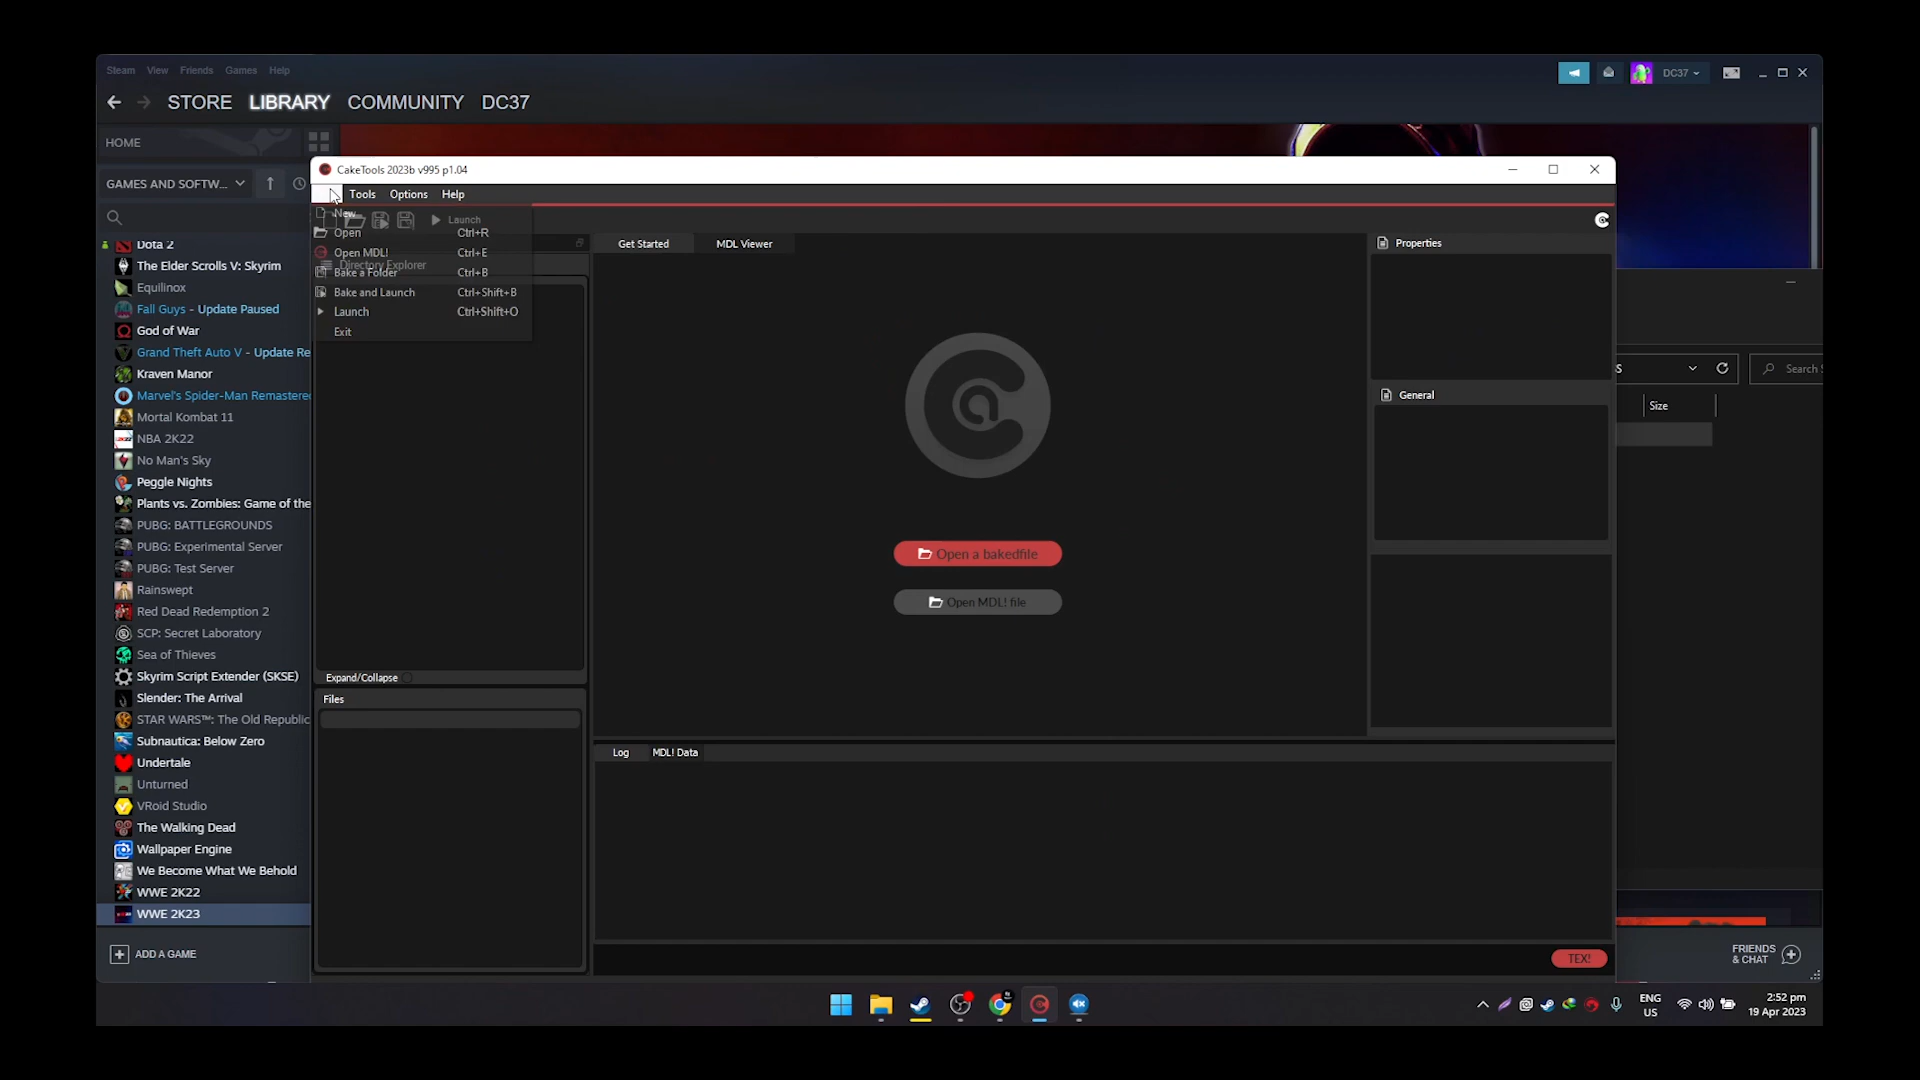 Steam View Friends Games Help
DC37
STORE LIBRARY COMMUNITY DC37
HOME
GAMES AND SOFTW...
Dota 2
The Elder Scrolls V: Skyrim
Equilinox
Fall Guys - Update Paused
God of War
Grand Theft Auto V - Update Re
Kraven Manor
Marvel's Spider-Man Remastered
Mortal Kombat 11
NBA 2K22
No Man's Sky
Peggle Nights
Plants vs. Zombies: Game of the
PUBG: BATTLEGROUNDS
PUBG: Experimental Server
PUBG: Test Server
Rainswept
Red Dead Redemption 2
SCP: Secret Laboratory
Sea of Thieves
Skyrim Script Extender (SKSE)
Slender: The Arrival
STAR WARS™: The Old Republic
Subnautica: Below Zero
Undertale
Unturned
VRoid Studio
The Walking Dead
Wallpaper Engine
We Become What We Behold
WWE 2K22
WWE 2K23
ADD A GAME
CakeTools 2023b v995 p1.04
Tools Options Help
Launch
New
Open Ctrl+R
Open MDL! Ctrl+E
Directory Explorer
Bake a Folder Ctrl+B
Bake and Launch Ctrl+Shift+B
Launch Ctrl+Shift+O
Exit
Expand/Collapse
Files
Get Started MDL Viewer
Open a bakedfile
Open MDL! file
Log MDL! Data
TEX!
Properties
General
S
Search S
Size
FRIENDS
& CHAT
ENG
US
2:52 pm
19 Apr 2023